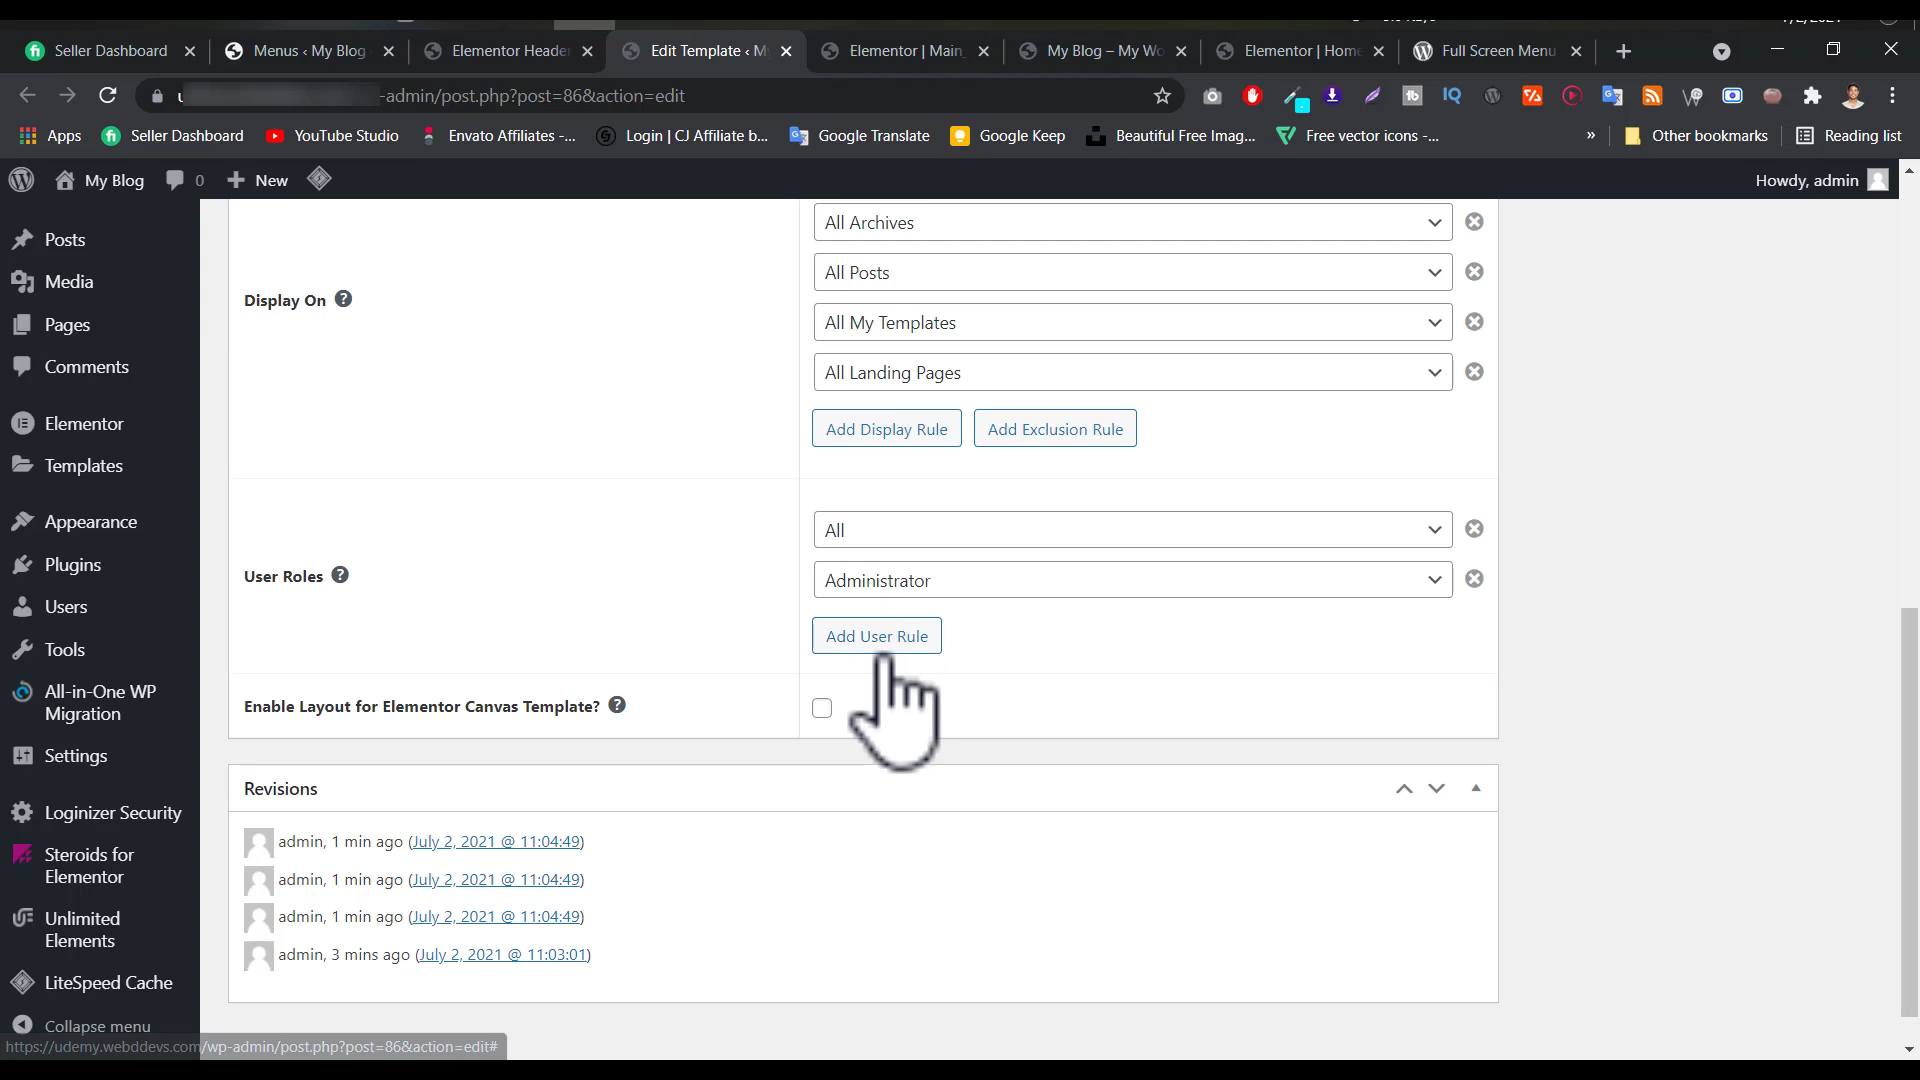 Seller Dashboard
Menus ‹ My Blog
Elementor Heade
Edit Template ‹ M
Elementor | Main
My Blog – My Wo
Elementor | Hom
Full Screen Menu
-admin/post.php?post=86&action=edit
Apps
Seller Dashboard
YouTube Studio
Envato Affiliates -...
Login | CJ Affiliate b...
Google Translate
Google Keep
Beautiful Free Imag...
Free vector icons -...
»
Other bookmarks
Reading list
My Blog
0
New
Howdy, admin
Posts
Media
Pages
Comments
Elementor
Templates
Appearance
Plugins
Users
Tools
All-in-One WP
Migration
Settings
Loginizer Security
Steroids for
Elementor
Unlimited
Elements
LiteSpeed Cache
Collapse menu
Display On
All Archives
All Posts
All My Templates
All Landing Pages
Add Display Rule
Add Exclusion Rule
User Roles
All
Administrator
Add User Rule
Enable Layout for Elementor Canvas Template?
Revisions
admin, 1 min ago (July 2, 2021 @ 11:04:49)
admin, 1 min ago (July 2, 2021 @ 11:04:49)
admin, 1 min ago (July 2, 2021 @ 11:04:49)
admin, 3 mins ago (July 2, 2021 @ 11:03:01)
https://udemy.webddevs.com/wp-admin/post.php?post=86&action=edit#